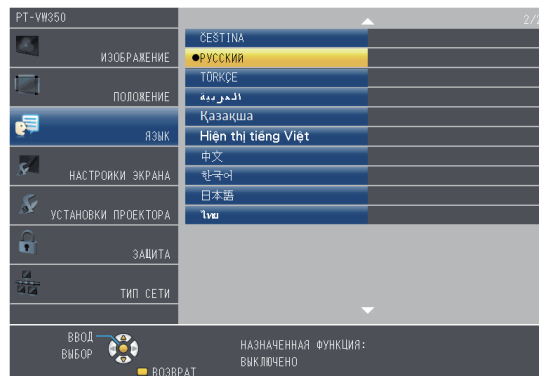 PT-VW350
2/2
ČEŠTINA
ИЗОБРАЖЕНИЕ
РУССКИЙ
TÜRKÇE
ПОЛОЖЕНИЕ
العربية
Қазақша
ЯЗЫК
Hiện thị tiếng Việt
中文
НАСТРОЙКИ ЭКРАНА
한국어
日本語
УСТАНОВКИ ПРОЕКТОРА
ไทย
ЗАЩИТА
ТИП СЕТИ
ВВОД
ВЫБОР
ВОЗВРАТ
НАЗНАЧЕННАЯ ФУНКЦИЯ:
ВЫКЛЮЧЕНО